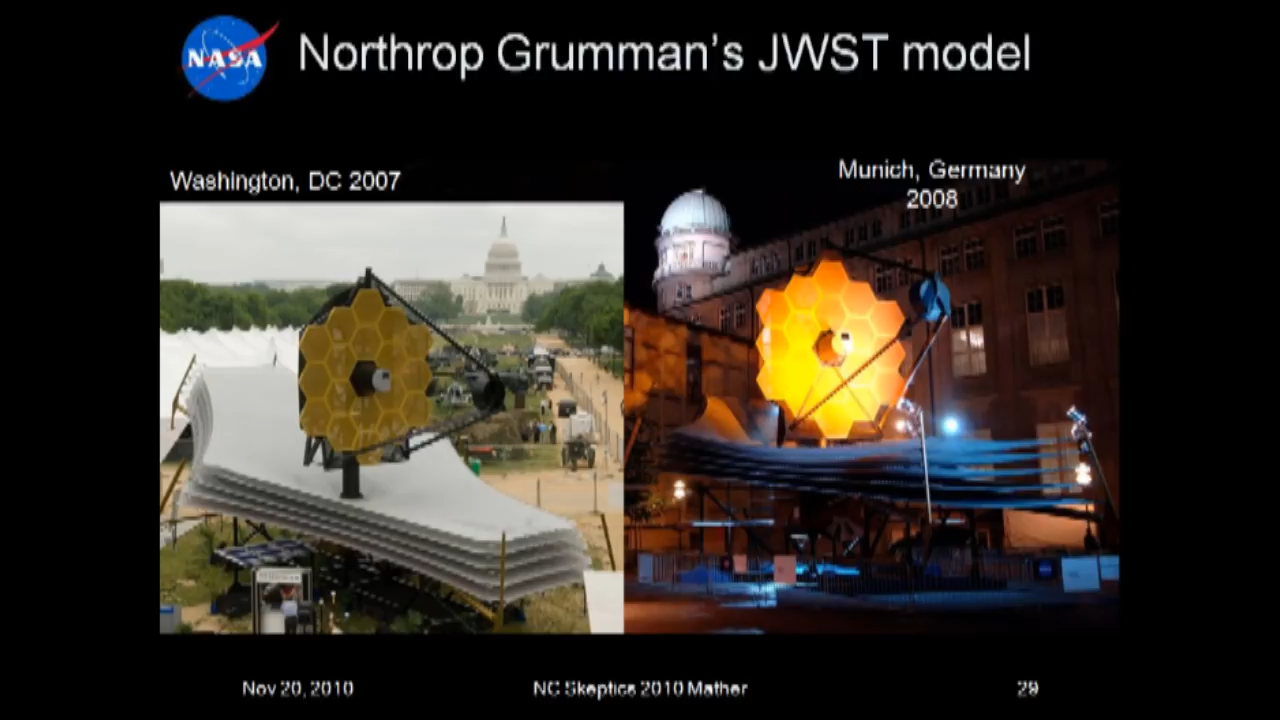 NASA
Northrop Grumman's JWST model
Washington, DC 2007
Munich, Germany
2008
Nov 20, 2010
NC Skeptics 2010 Mather
29